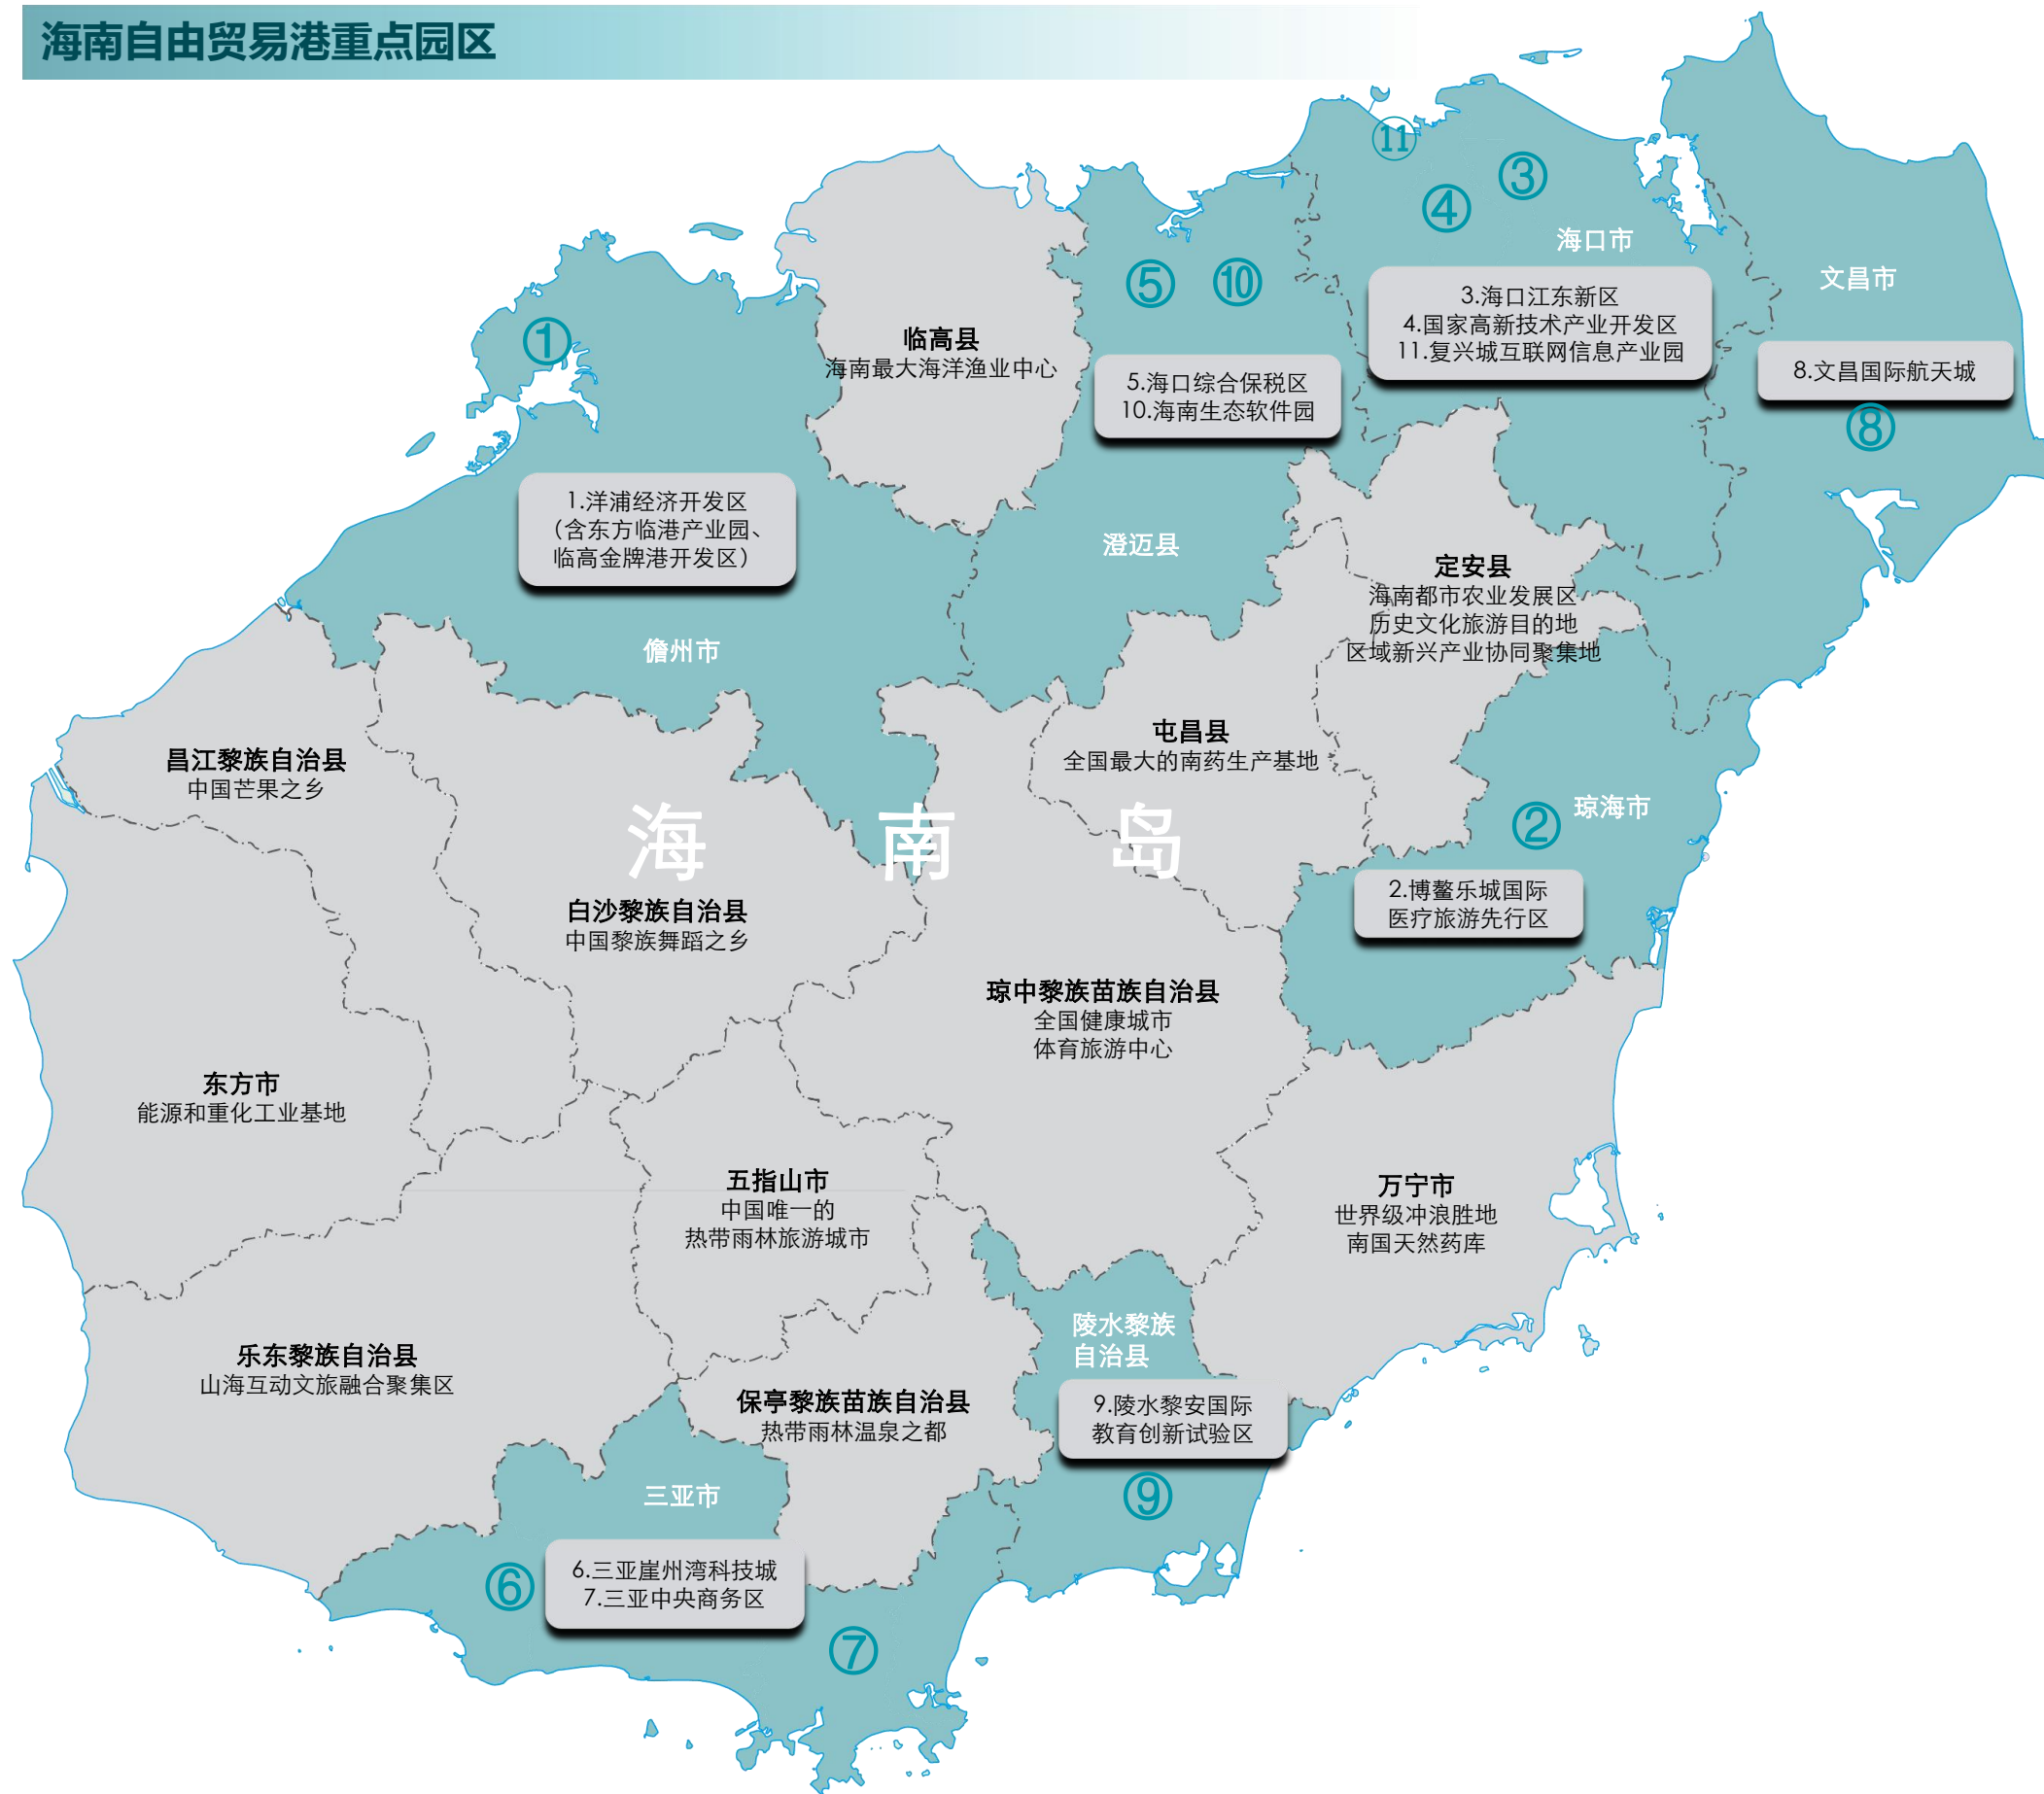 海南自由贸易港重点园区
⑪
③
④
海口市
3.海口江东新区
4.国家高新技术产业开发区
11.复兴城互联网信息产业园
文昌市
8.文昌国际航天城
⑧
⑤
⑩
5.海口综合保税区
10.海南生态软件园
澄迈县
临高县
海南最大海洋渔业中心
①
1.洋浦经济开发区
（含东方临港产业园、
临高金牌港开发区）
儋州市
定安县
海南都市农业发展区
历史文化旅游目的地
区域新兴产业协同聚集地
屯昌县
全国最大的南药生产基地
昌江黎族自治县
中国芒果之乡
海南岛
②
琼海市
2.博鳌乐城国际
医疗旅游先行区
白沙黎族自治县
中国黎族舞蹈之乡
琼中黎族苗族自治县
全国健康城市
体育旅游中心
东方市
能源和重化工业基地
五指山市
中国唯一的
热带雨林旅游城市
万宁市
世界级冲浪胜地
南国天然药库
乐东黎族自治县
山海互动文旅融合聚集区
陵水黎族
自治县
9.陵水黎安国际
教育创新试验区
⑨
保亭黎族苗族自治县
热带雨林温泉之都
三亚市
⑥
6.三亚崖州湾科技城
7.三亚中央商务区
⑦